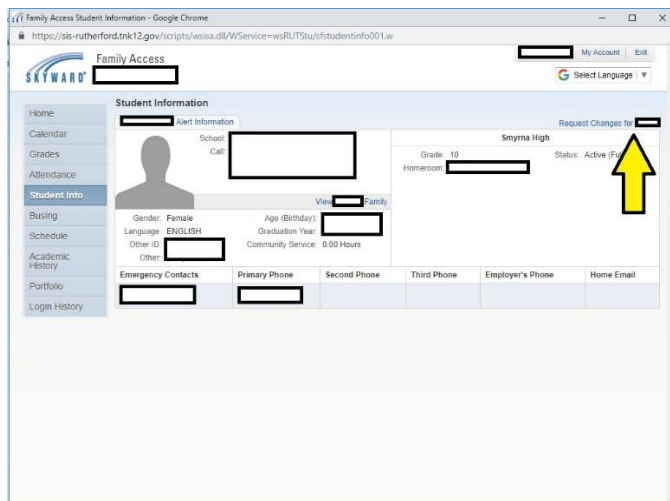 Family Access Student Information - Google Chrome
https://sis-rutherford.tnk12.gov/scripts/wsisa.dll/WService=wsRUTStu/sfstudentinfo001.w
SKYWARD
Family Access
My Account Exit
Select Language
Home
Calendar
Grades
Attendance
Student Info
Busing
Schedule
Academic
History
Portfolio
Login History
Student Information
Alert Information
Request Changes for
School:
Call:
View Family
Smyrna High
Grade: 10 Status: Active
Homeroom:
Gender: Female Age (Birthday):
Language: ENGLISH Graduation Year:
Other ID: Community Service: 0.00 Hours
Other
Emergency Contacts Primary Phone Second Phone Third Phone Employer's Phone Home Email